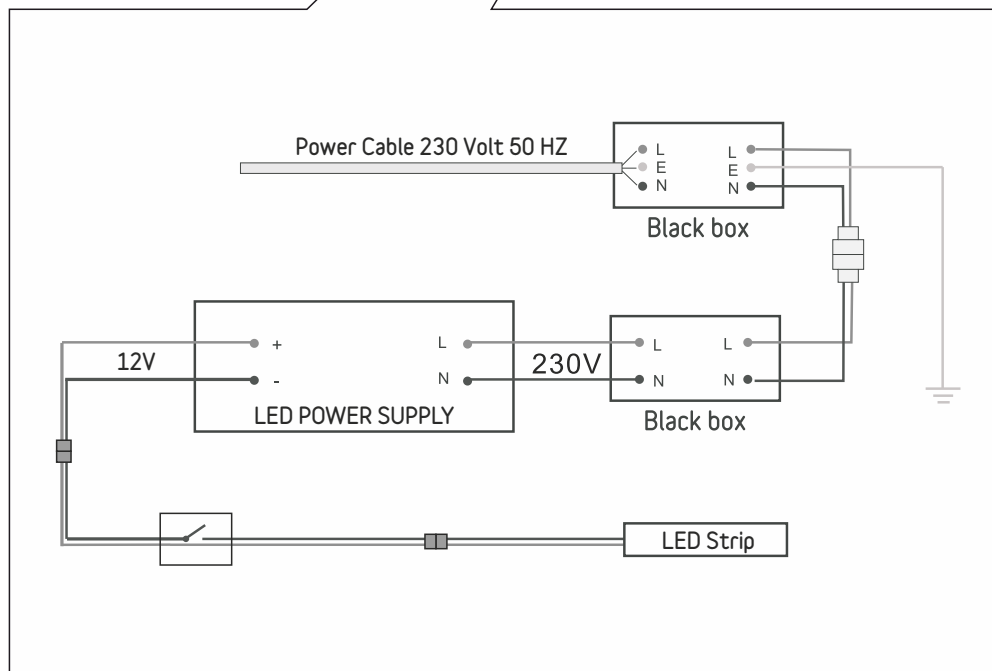 Power Cable 230 Volt 50 HZ
L L
E E
N N
Black box
12V
+ L
- N
LED POWER SUPPLY
230V
L L
N N
Black box
LED Strip